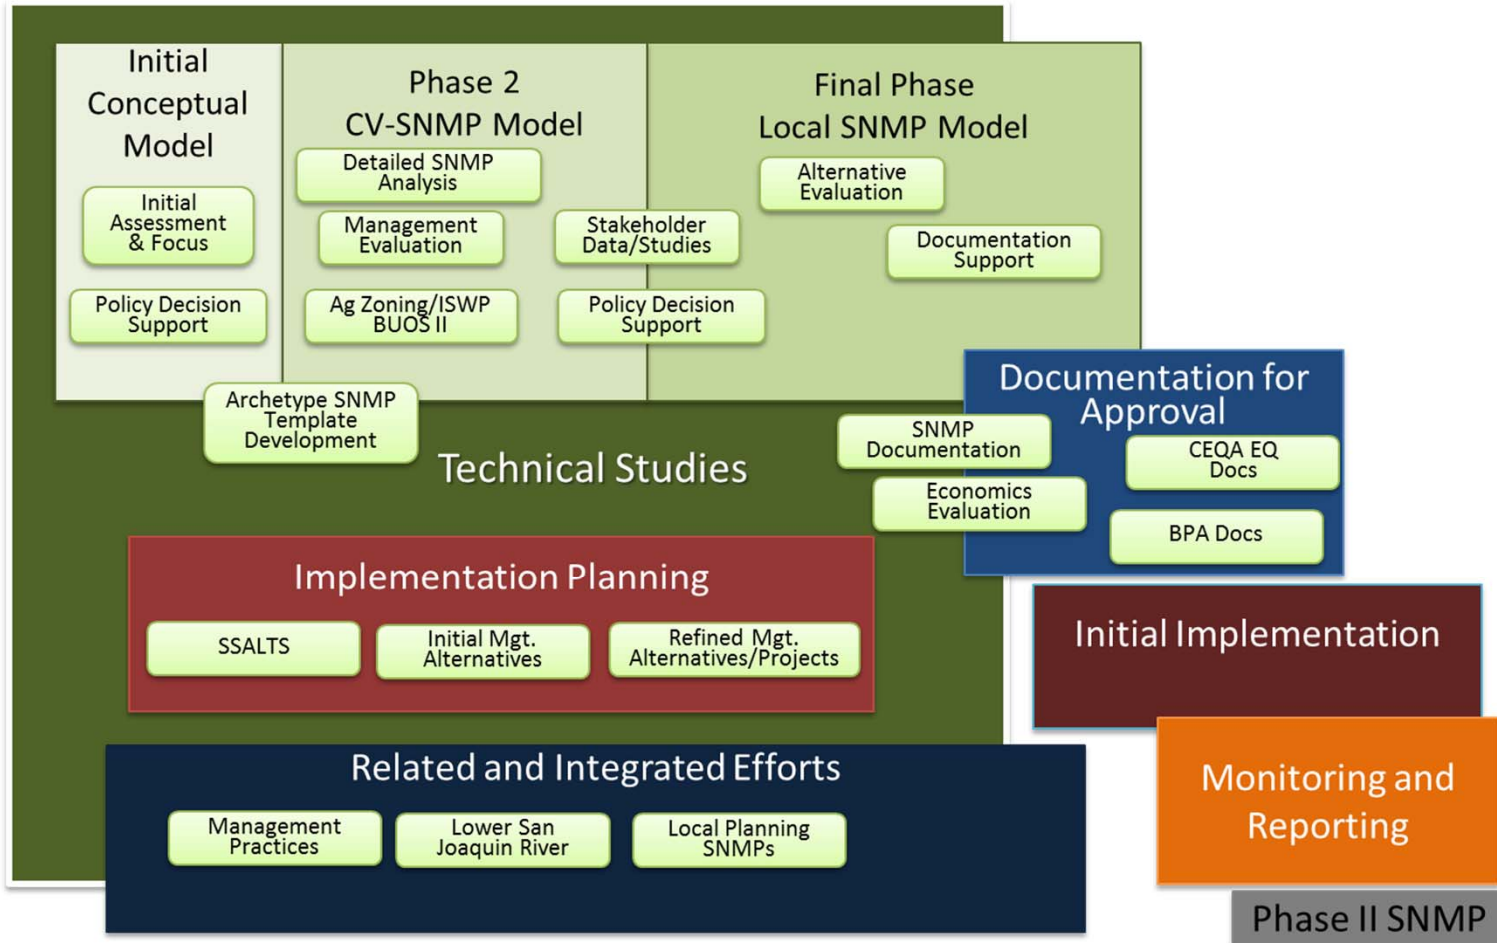 Initial
Conceptual
Model
Initial
Assessment
& Focus
Policy Decision
Support
Phase 2
CV-SNMP Model
Detailed SNMP
Analysis
Management
Evaluation
Ag Zoning/ISWP
BUOS II
Stakeholder
Data/Studies
Policy Decision
Support
Final Phase
Local SNMP Model
Alternative
Evaluation
Documentation
Support
Archetype SNMP
Template
Development
Technical Studies
Documentation for
Approval
SNMP
Documentation
CEQA EQ
Docs
Economics
Evaluation
BPA Docs
Implementation Planning
SSALTS
Initial Mgt.
Alternatives
Refined Mgt.
Alternatives/Projects
Initial Implementation
Related and Integrated Efforts
Management
Practices
Lower San
Joaquin River
Local Planning
SNMPs
Monitoring and
Reporting
Phase II SNMP